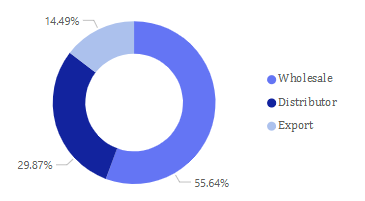 14.49%
Wholesale
Distributor
Export
29.87%
55.64%